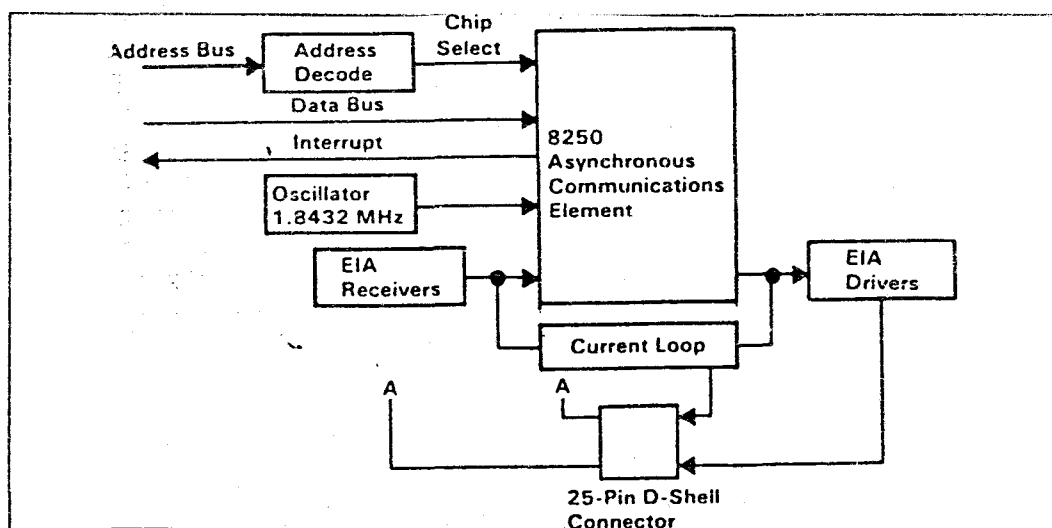 Chip
Select
Address Bus
Address
Decode
Data Bus
Interrupt
8250
Asynchronous
Communications
Element
Oscillator
1.8432 MHz
EIA
Receivers
EIA
Drivers
Current Loop
A
A
25-Pin D-Shell
Connector